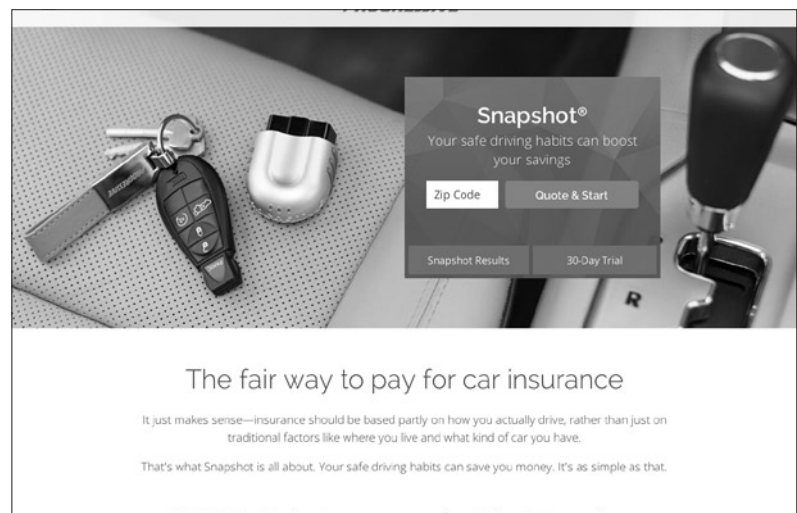 PROGRESSIVE
Snapshot®
Your safe driving habits can boost
your savings
Zip Code
Quote & Start
Snapshot Results
30-Day Trial
R
The fair way to pay for car insurance
It just makes sense—insurance should be based partly on how you actually drive, rather than just on
traditional factors like where you live and what kind of car you have.
That's what Snapshot is all about. Your safe driving habits can save you money. It's as simple as that.